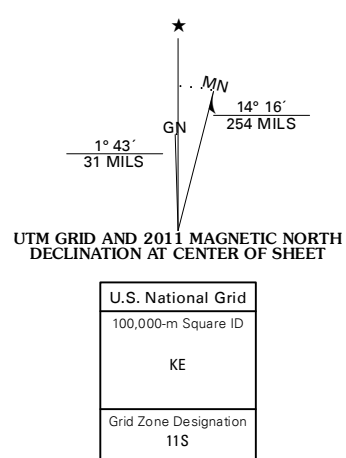 ★
MN
GN
14° 16´
254 MILS
1° 43´
31 MILS
UTM GRID AND 2011 MAGNETIC NORTH
DECLINATION AT CENTER OF SHEET
U.S. National Grid
100,000-m Square ID
KE
Grid Zone Designation
11S